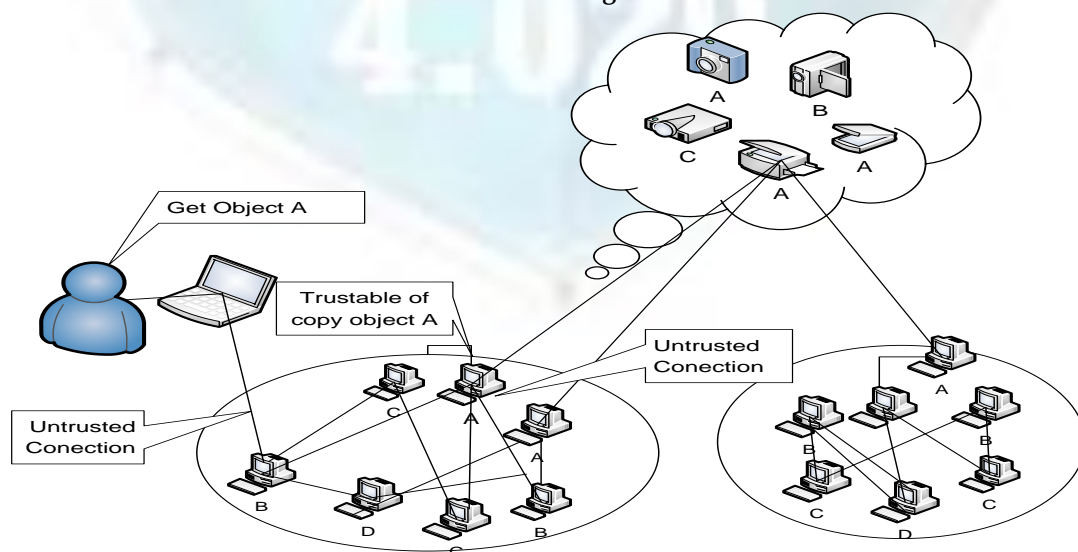 A
B
C
A
A
Get Object A
Trustable of
copy object A
Untrusted
Conection
Untrusted
Conection
C
A
A
B
D
B
A
B
B
C
C
D